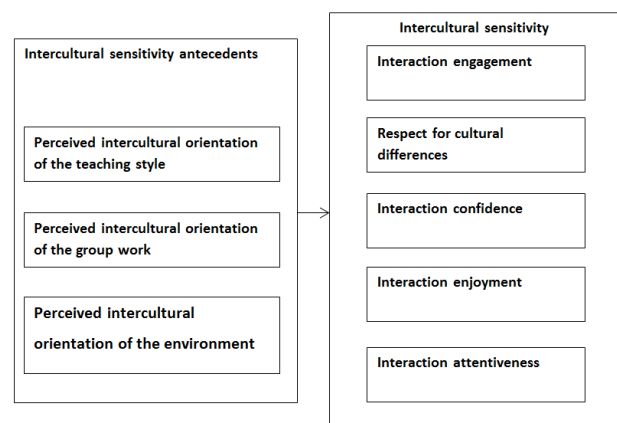 Intercultural sensitivity antecedents
Perceived intercultural orientation
of the teaching style
Perceived intercultural orientation
of the group work
Perceived intercultural
orientation of the environment
Intercultural sensitivity
Interaction engagement
Respect for cultural
differences
Interaction confidence
Interaction enjoyment
Interaction attentiveness